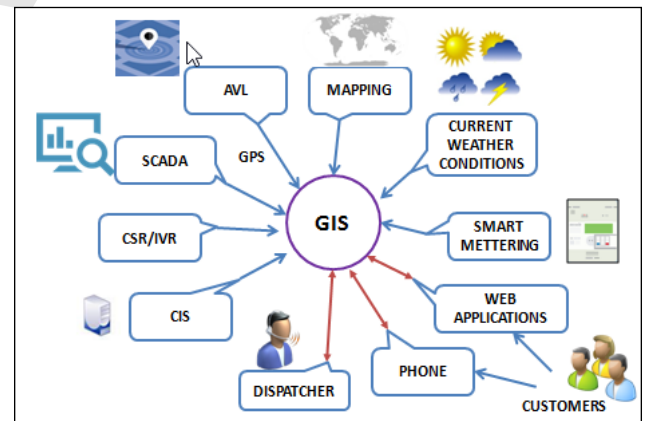 AVL
MAPPING
CURRENT
WEATHER
CONDITIONS
SCADA
GPS
GIS
CSR/IVR
SMART
METTERING
CIS
WEB
APPLICATIONS
PHONE
DISPATCHER
CUSTOMERS